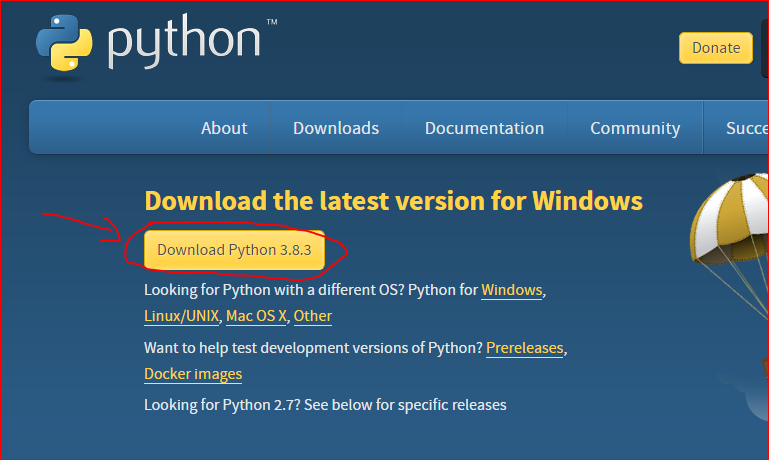 python™
Donate
About Downloads Documentation Community Succe
Download the latest version for Windows
Download Python 3.8.3
Looking for Python with a different OS? Python for Windows,
Linux/UNIX, Mac OS X, Other
Want to help test development versions of Python? Prereleases,
Docker images
Looking for Python 2.7? See below for specific releases